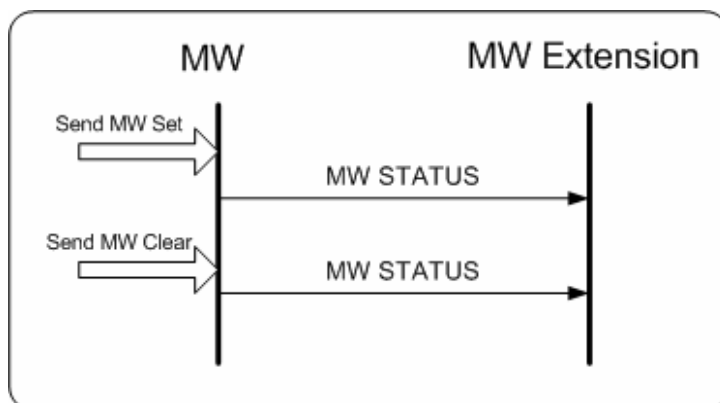 MW
MW Extension
Send MW Set
MW STATUS
Send MW Clear
MW STATUS